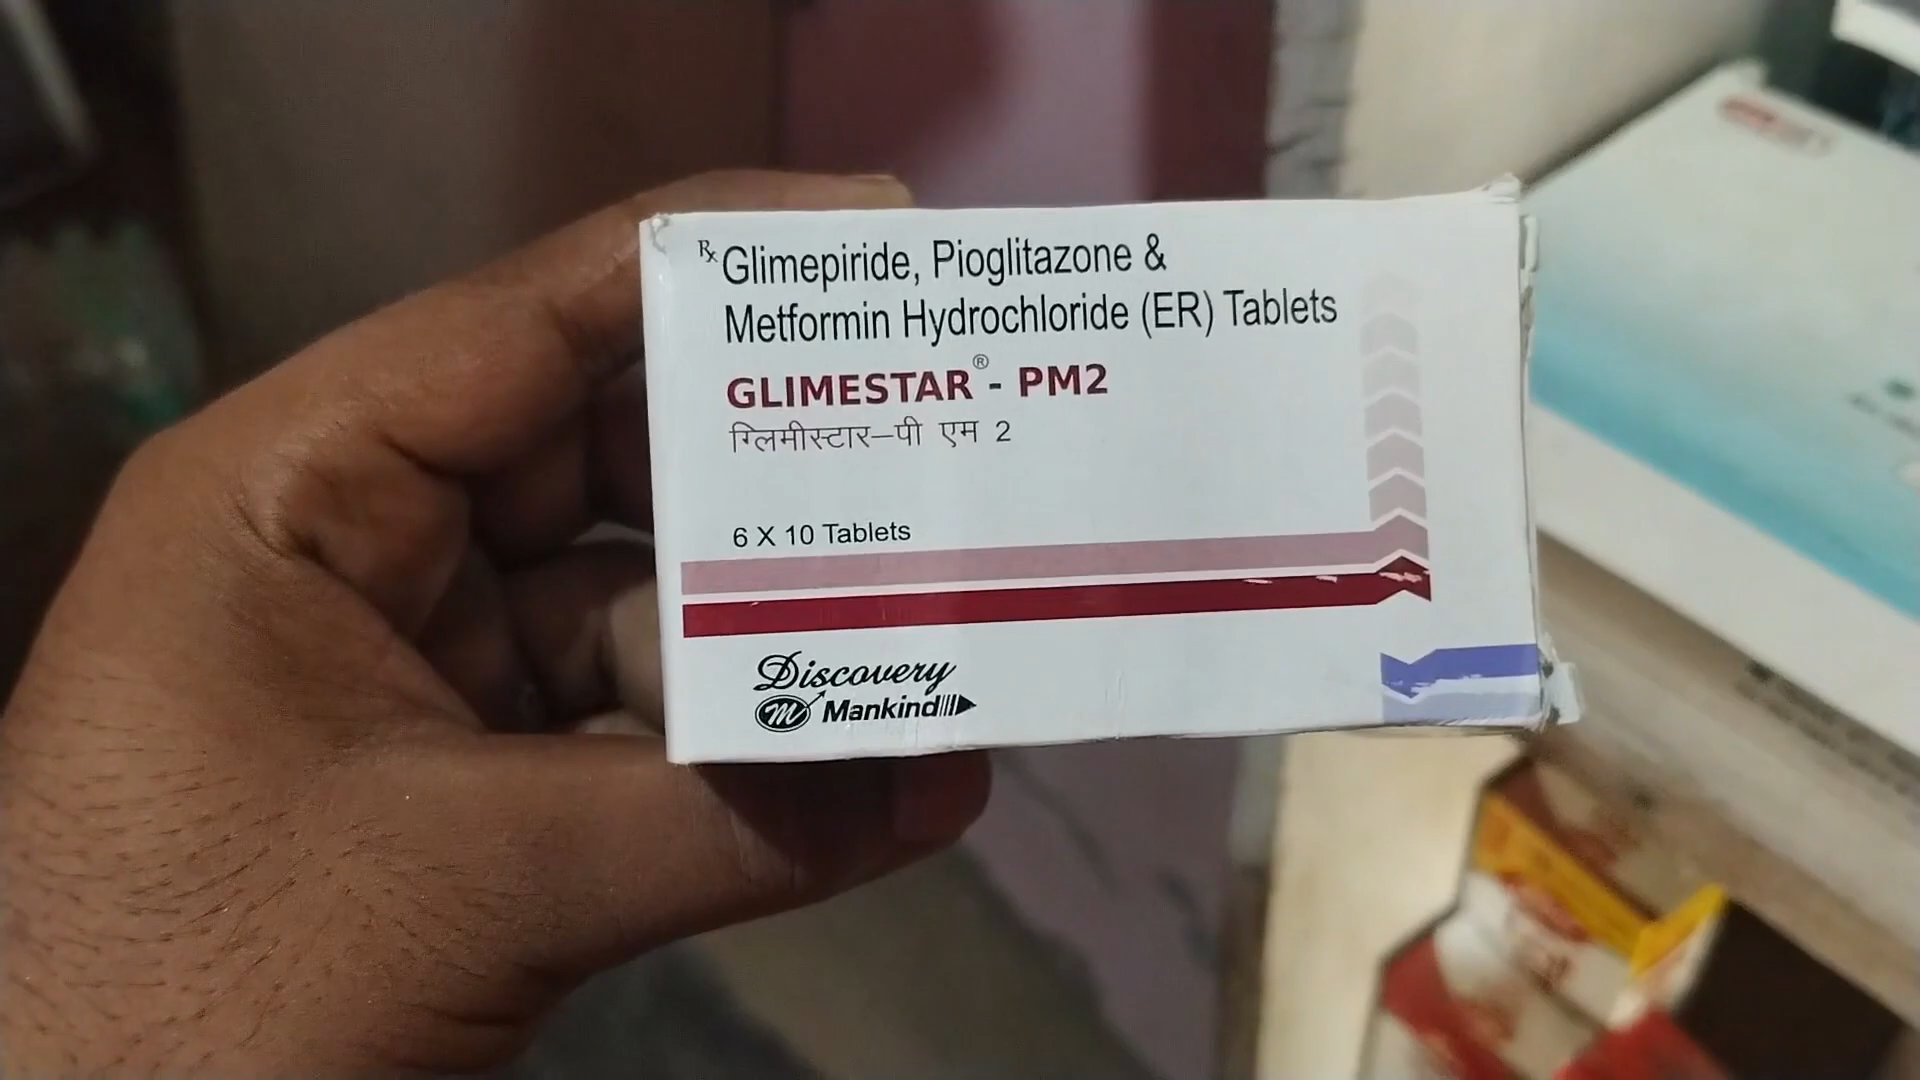 Rx Glimepiride, Pioglitazone &
Metformin Hydrochloride (ER) Tablets
GLIMESTAR® - PM2
ग्लिमीस्टार–पी एम 2
6 X 10 Tablets
Discovery
m Mankind